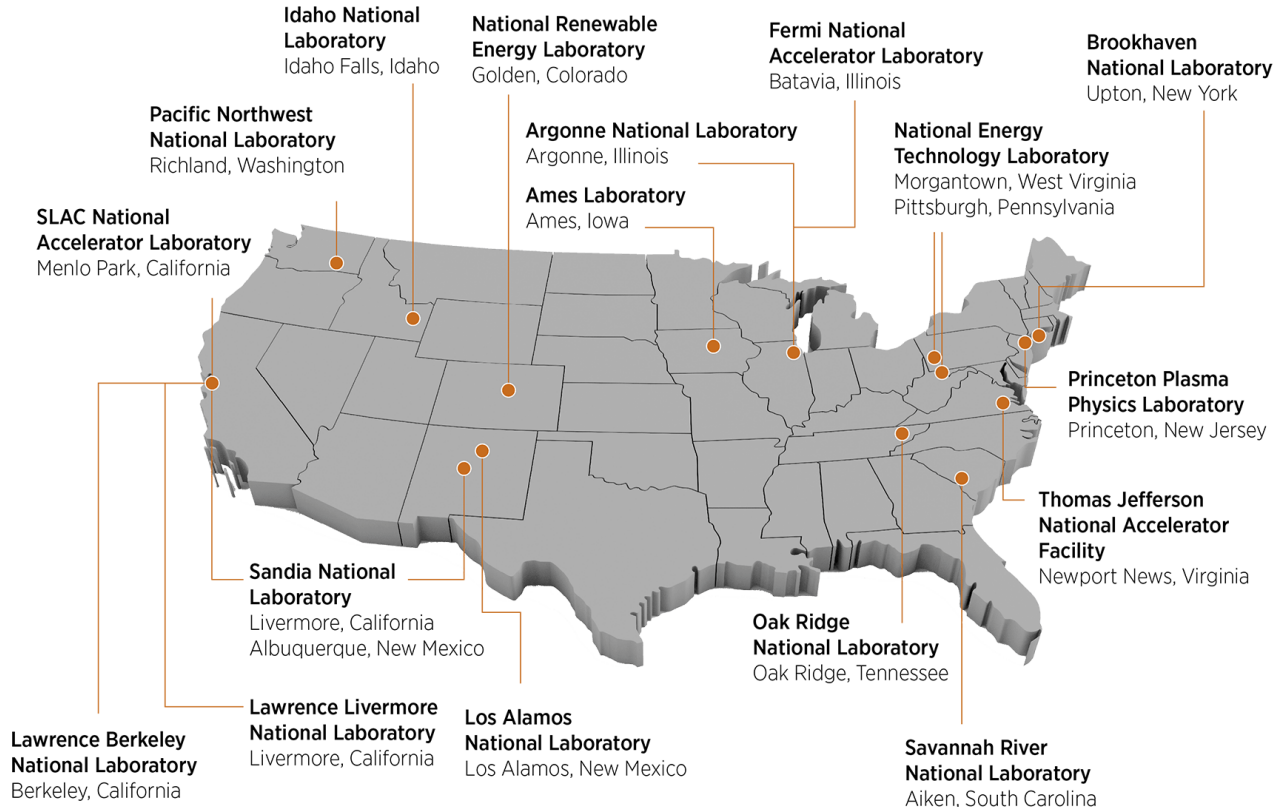 Idaho National
Laboratory
Idaho Falls, Idaho
National Renewable
Energy Laboratory
Golden, Colorado
Fermi National
Accelerator Laboratory
Batavia, Illinois
Brookhaven
National Laboratory
Upton, New York
Pacific Northwest
National Laboratory
Richland, Washington
Argonne National Laboratory
Argonne, Illinois
National Energy
Technology Laboratory
Morgantown, West Virginia
Pittsburgh, Pennsylvania
Ames Laboratory
Ames, Iowa
SLAC National
Accelerator Laboratory
Menlo Park, California
Princeton Plasma
Physics Laboratory
Princeton, New Jersey
Thomas Jefferson
National Accelerator
Facility
Newport News, Virginia
Sandia National
Laboratory
Livermore, California
Albuquerque, New Mexico
Oak Ridge
National Laboratory
Oak Ridge, Tennessee
Lawrence Livermore
National Laboratory
Livermore, California
Los Alamos
National Laboratory
Los Alamos, New Mexico
Lawrence Berkeley
National Laboratory
Berkeley, California
Savannah River
National Laboratory
Aiken, South Carolina